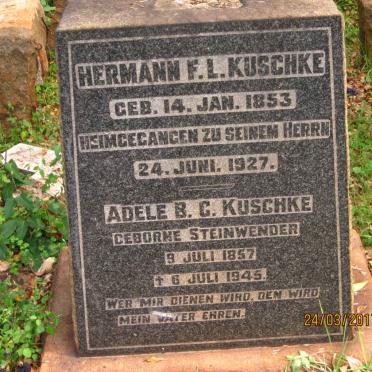 HERMANN F. L. KUSCHKE
GEB. 14. JAN. 1853
HEIMGEGANGEN ZU SEINEM HERRN
24. JUNI. 1927.
ADELE B. C. KUSCHKE
GEBORNE STEINWENDER
9 JULI 1857
† 6 JULI 1945.
WER MIR DIENEN WIRD, DEN WIRD
MEIN VATER EHREN.
24/03/201